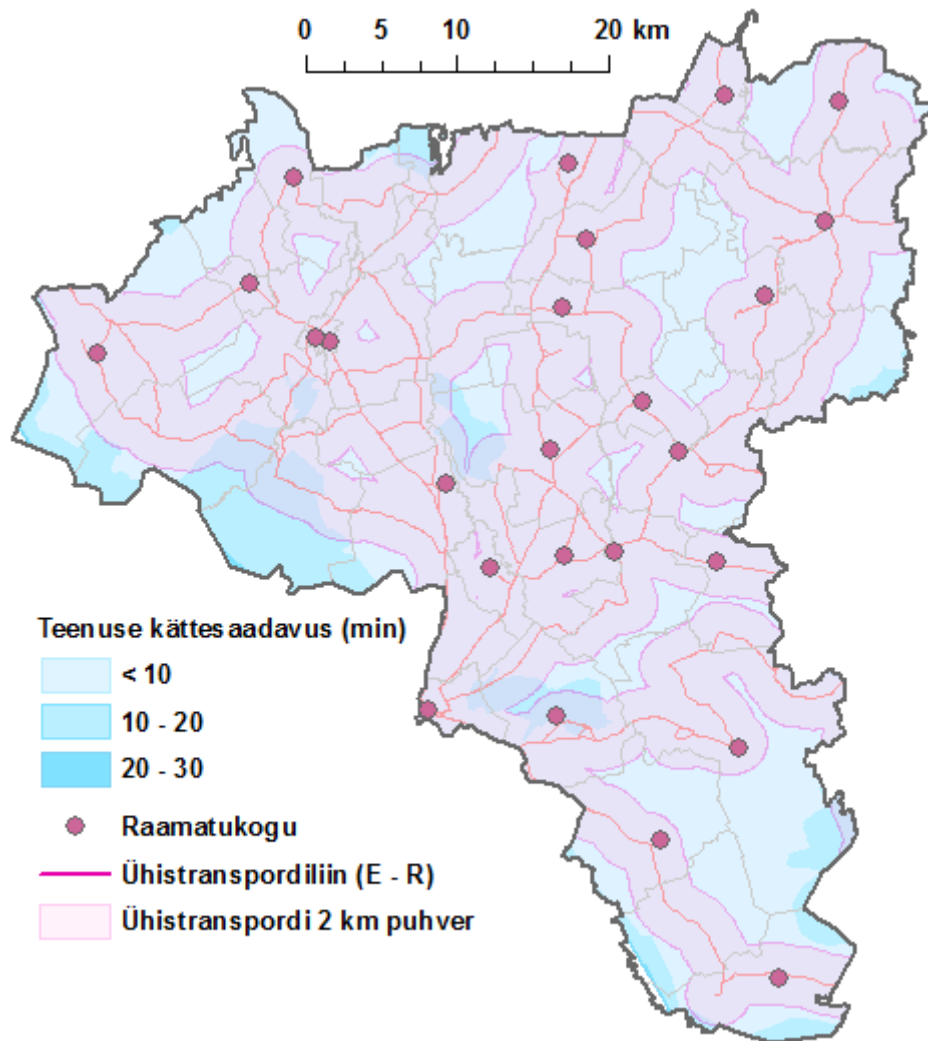 0 5 10 20 km
Teenuse kättesaadavus (min)
< 10
10 - 20
20 - 30
Raamatukogu
Ühistranspordiliin (E - R)
Ühistranspordi 2 km puhver